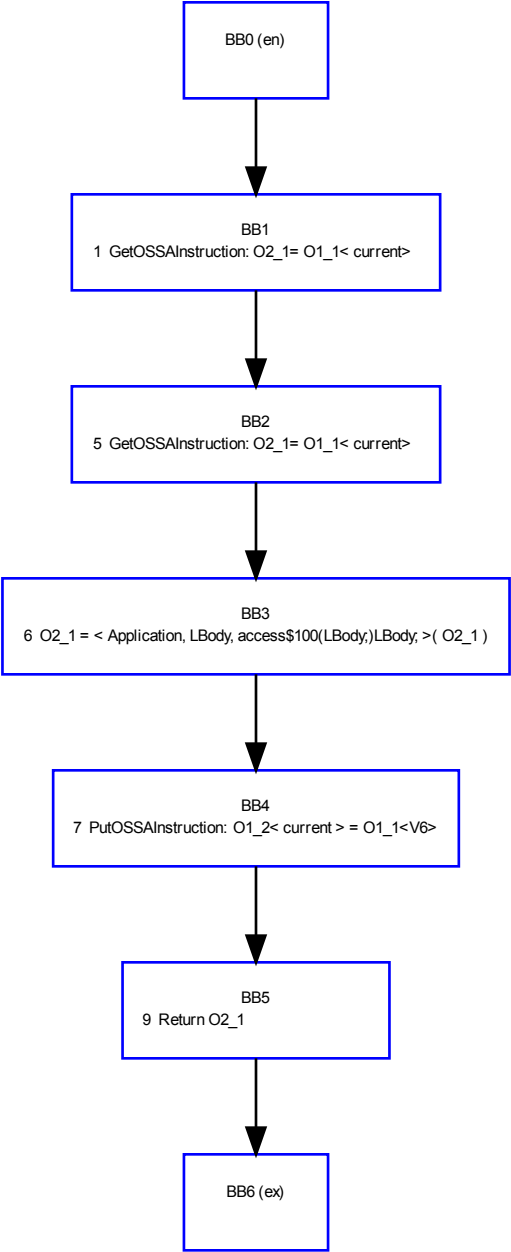 BB0 (en)
BB1
1 GetOSSAInstruction: O2_1= O1_1< current>
BB2
5 GetOSSAInstruction: O2_1= O1_1< current>
BB3
6 O2_1 = < Application, LBody, access$100(LBody;)LBody; >( O2_1 )
BB4
7 PutOSSAInstruction: O1_2< current > = O1_1<V6>
BB5
9 Return O2_1
BB6 (ex)